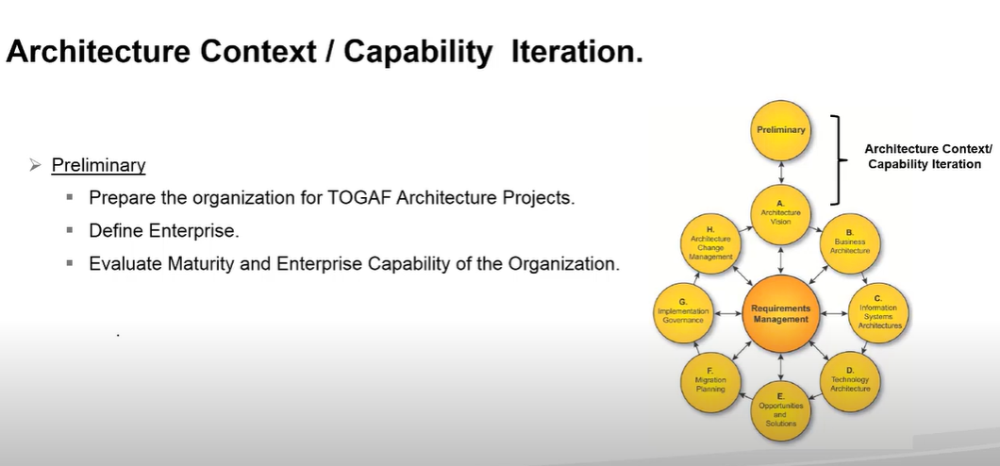 Architecture Context / Capability Iteration.
Preliminary
Prepare the organization for TOGAF Architecture Projects.
Define Enterprise.
Evaluate Maturity and Enterprise Capability of the Organization.
Preliminary
Architecture Context/
Capability Iteration
A.
Architecture
Vision
H.
Architecture
Change
Management
B.
Business
Architecture
G.
Implementation
Governance
Requirements
Management
C.
Information
Systems
Architectures
F.
Migration
Planning
D.
Technology
Architecture
E.
Opportunities
and
Solutions